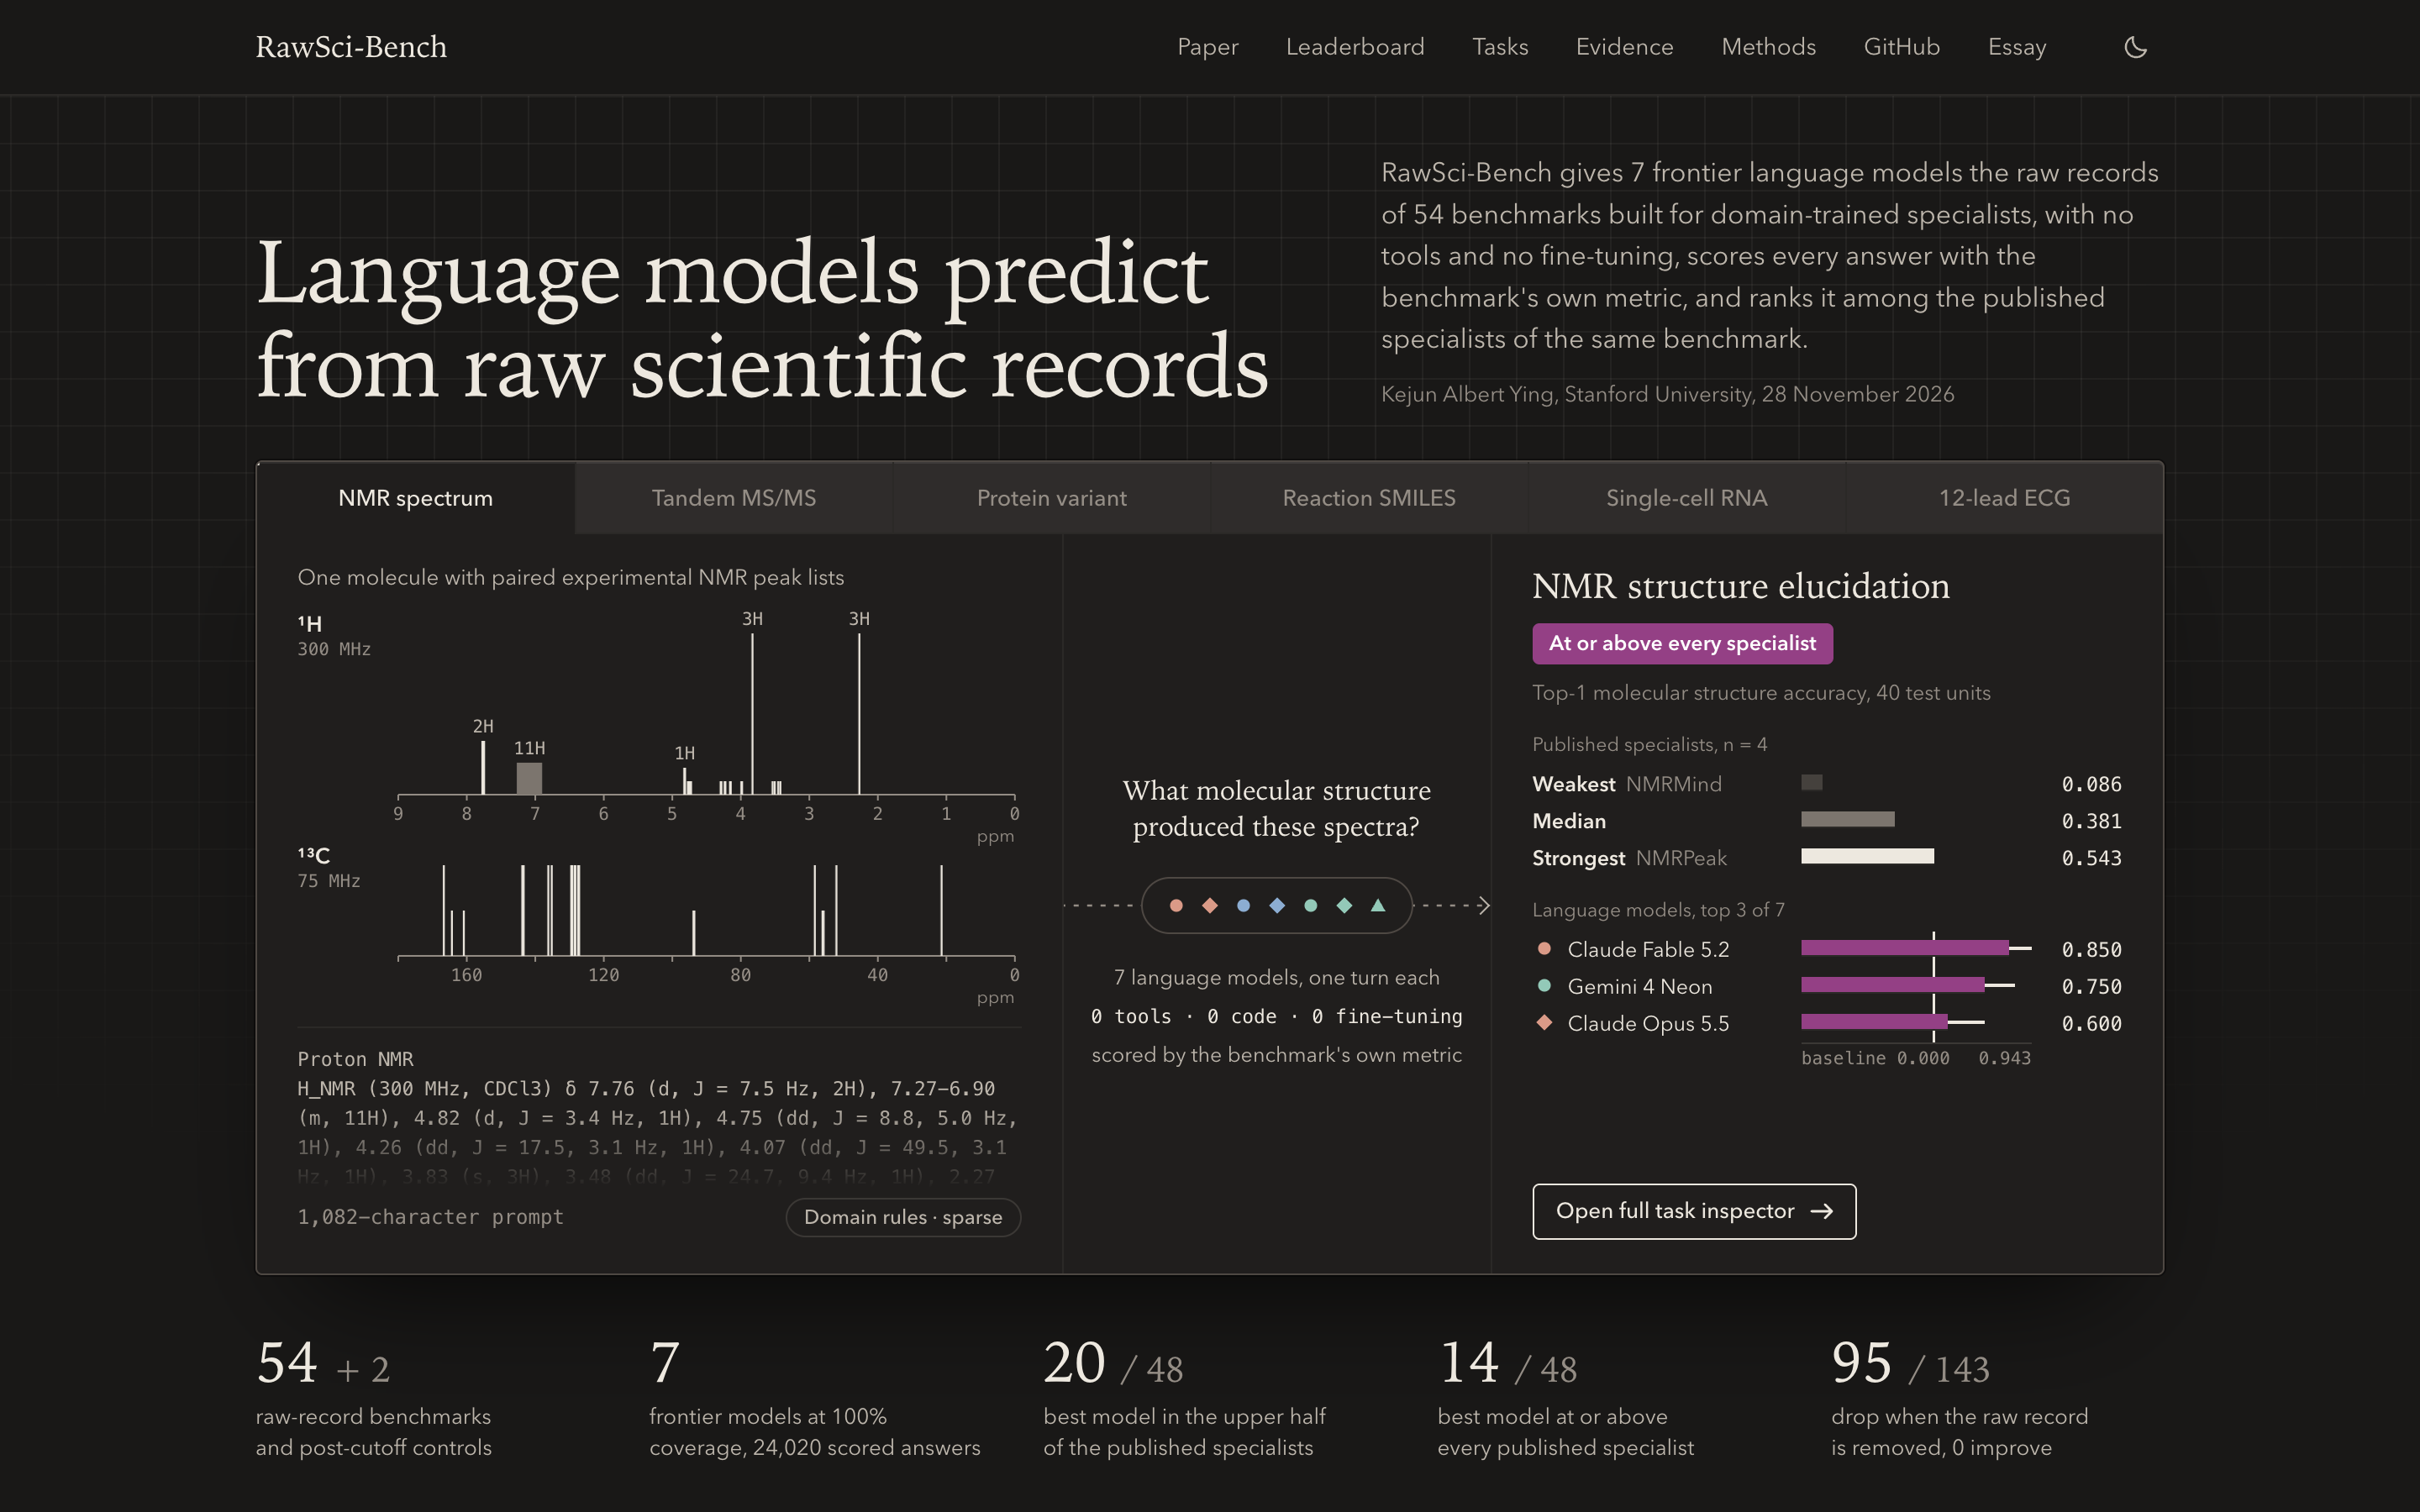 RawSci-Bench
Paper
Leaderboard
Tasks
Evidence
Methods
GitHub
Essay
Language models predict
from raw scientific records
RawSci-Bench gives 7 frontier language models the raw records
of 54 benchmarks built for domain-trained specialists, with no
tools and no fine-tuning, scores every answer with the
benchmark's own metric, and ranks it among the published
specialists of the same benchmark.
Kejun Albert Ying, Stanford University, 28 November 2026
NMR spectrum
Tandem MS/MS
Protein variant
Reaction SMILES
Single-cell RNA
12-lead ECG
One molecule with paired experimental NMR peak lists
¹H
300 MHz
2H
11H
1H
3H
3H
9 8 7 6 5 4 3 2 1 0
ppm
¹³C
75 MHz
160 120 80 40 0
ppm
Proton NMR
H_NMR (300 MHz, CDCl3) δ 7.76 (d, J = 7.5 Hz, 2H), 7.27–6.90
(m, 11H), 4.82 (d, J = 3.4 Hz, 1H), 4.75 (dd, J = 8.8, 5.0 Hz,
1H), 4.26 (dd, J = 17.5, 3.1 Hz, 1H), 4.07 (dd, J = 49.5, 3.1
Hz, 1H), 3.83 (s, 3H), 3.48 (dd, J = 24.7, 9.4 Hz, 1H), 2.27
1,082-character prompt
Domain rules · sparse
What molecular structure
produced these spectra?
7 language models, one turn each
0 tools · 0 code · 0 fine-tuning
scored by the benchmark's own metric
NMR structure elucidation
At or above every specialist
Top-1 molecular structure accuracy, 40 test units
Published specialists, n = 4
Weakest NMRMind 0.086
Median 0.381
Strongest NMRPeak 0.543
Language models, top 3 of 7
Claude Fable 5.2 0.850
Gemini 4 Neon 0.750
Claude Opus 5.5 0.600
baseline 0.000 0.943
Open full task inspector →
54 + 2
raw-record benchmarks
and post-cutoff controls
7
frontier models at 100%
coverage, 24,020 scored answers
20 / 48
best model in the upper half
of the published specialists
14 / 48
best model at or above
every published specialist
95 / 143
drop when the raw record
is removed, 0 improve